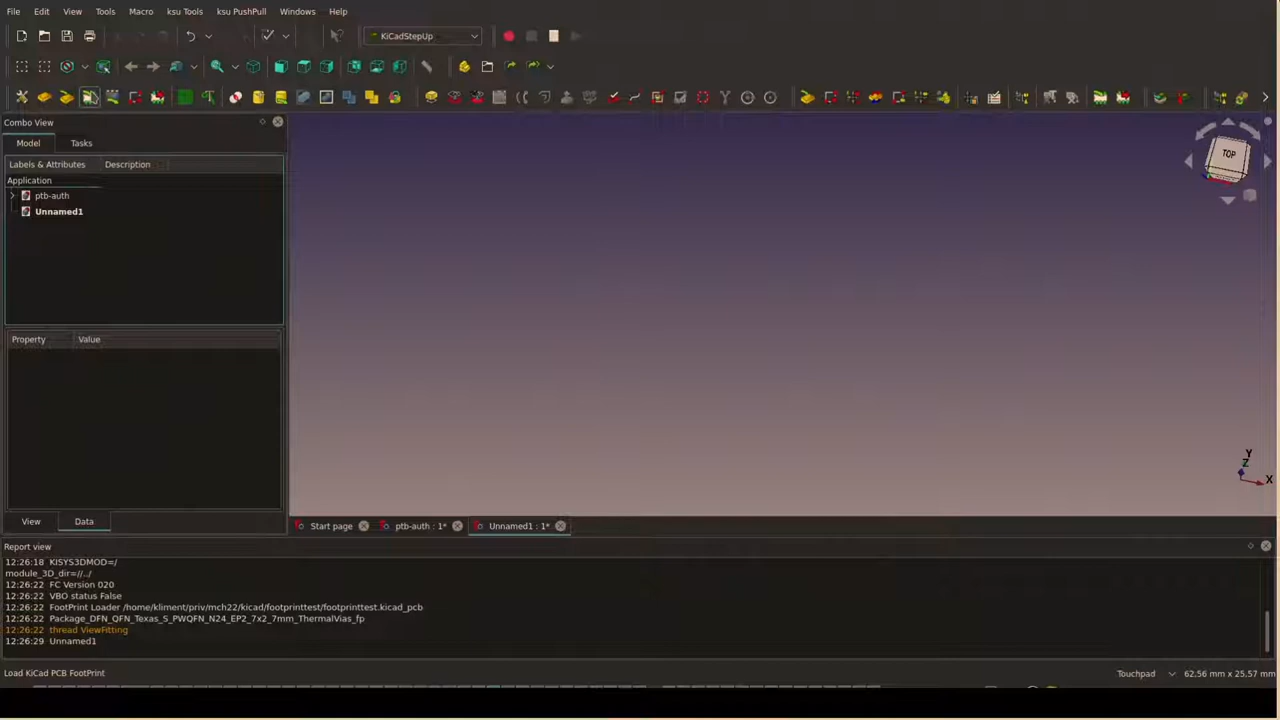 File Edit View Tools Macro ksu Tools ksu PushPull Windows Help
KiCadStepUp
Combo View
Model Tasks
Labels & Attributes Description
Application
ptb-auth
Unnamed1
TOP
Property Value
Y
Z
X
View Data
Start page ptb-auth : 1* Unnamed1 : 1*
Report view
12:26:18 KISYS3DMOD=/
module_3D_dir=//../
12:26:22 FC Version 020
12:26:22 VBO status False
12:26:22 FootPrint Loader /home/kliment/priv/mch22/kicad/footprinttest/footprinttest.kicad_pcb
12:26:22 Package_DFN_QFN_Texas_S_PWQFN_N24_EP2_7x2_7mm_ThermalVias_fp
12:26:22 thread ViewFitting
12:26:29 Unnamed1
Load KiCad PCB FootPrint Touchpad 62,56 mm x 25,57 mm